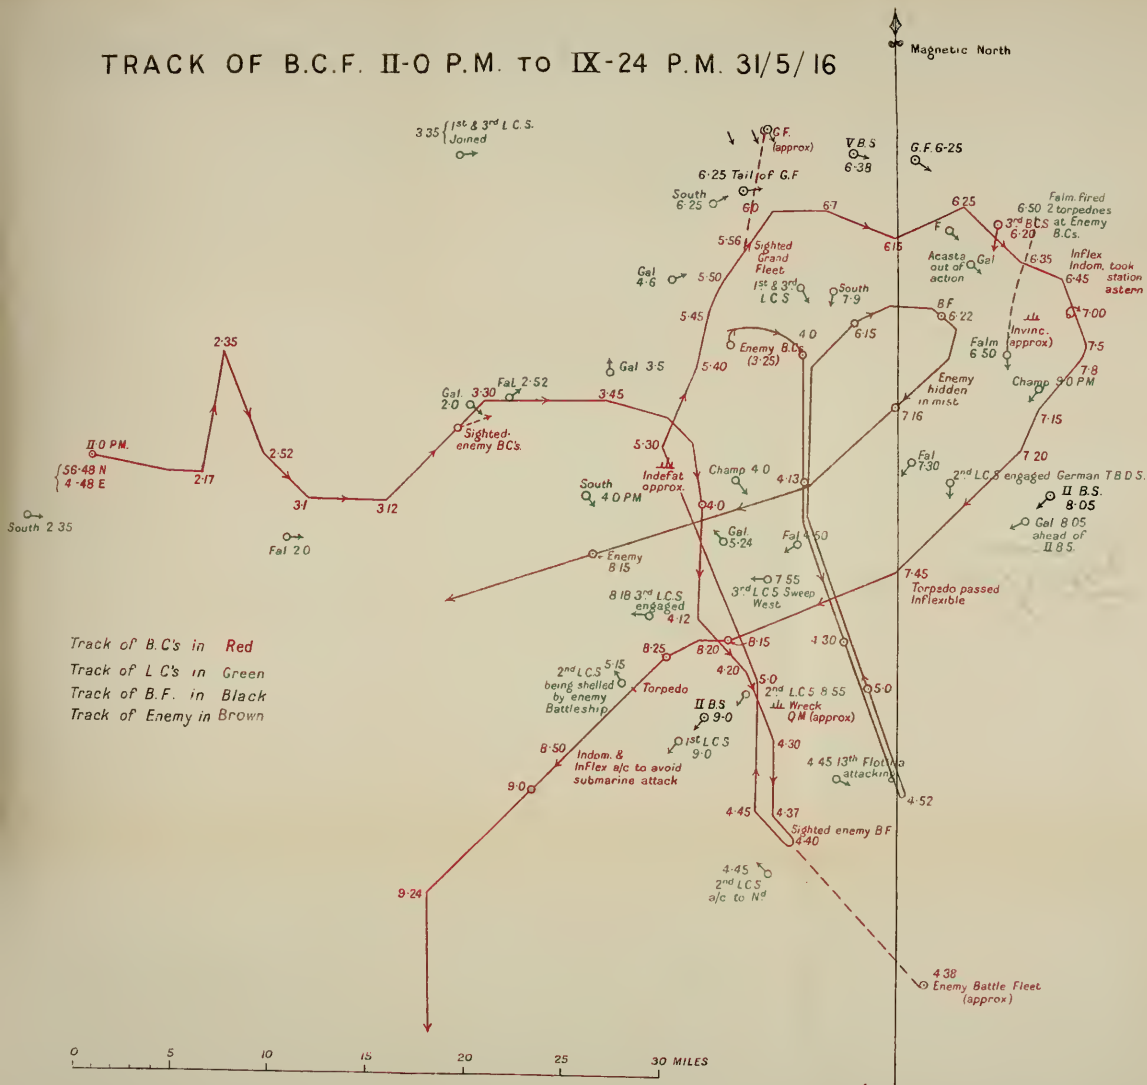 Magnetic North
TRACK OF B.C.F. II-0 P.M. TO IX-24 P.M. 31/5/16
3.35 { 1st & 3rd L.C.S.
Joined
G.F.
(approx)
V B.S
6.38
G.F. 6-25
6.25 Tail of G.F
South
6.25
6.0
6.7
6.25
Falm. fired
6.50 2 torpedoes
at Enemy
B.C.s.
3rd BCS
6.20
F
5.56
Sighted
Grand
Fleet
6.15
Acasta
out of
action
Gal
6.35
Inflex
Indom. took
station
astern
6.45
Gal
4.6
5.50
1st & 3rd
L C S
South
7.9
B F
6.22
7.00
5.45
4.0
6.15
Invinc.
(approx)
7.5
Enemy B.Cs
(3.25)
Falm
6.50
7.8
2.35
Gal 3.5
5.40
Enemy
hidden
in mist
Champ 9.0 PM
Gal.
2.0
Fal. 2.52
3.30
3.45
7.16
7.15
Sighted
enemy BC's.
II.0 P.M.
5.30
7.20
{ 56.48 N
4.48 E
2.17
2.52
Indefat
approx.
Champ 4.0
4.13
Fal
7.30
2nd L.C.S engaged German T.B.D.S.
3.1
3.12
South
4.0 PM
4.0
II B.S.
8.05
South 2.35
Fal 2.0
Gal.
5.24
Fal 4.50
Gal 8.05
ahead of
II B S.
Enemy
8.15
7.55
3rd L.C.S Sweep
West
7.45
Torpedo passed
Inflexible
8.18 3rd L.C.S
engaged
4.12
Track of B.C's in Red
Track of L C's in Green
Track of B.F. in Black
Track of Enemy in Brown
8.25
8.20
8.15
4.30
4.20
2nd L.C.S 5.15
being shelled
by enemy
Battleship
Torpedo
5.0
5.0
2nd L.C.S 8.55
Wreck
Q M (approx)
II B.S
9.0
1st L C S
9.0
8.50
Indom. &
Inflex a/c to avoid
submarine attack
4.30
4.45 13th Flotilla
attacking
9.0
4.52
4.45
4.37
Sighted enemy B F
4.40
4.45
2nd L C S
a/c to Nd
9.24
4.38
Enemy Battle Fleet
(approx)
0 5 10 15 20 25 30 MILES